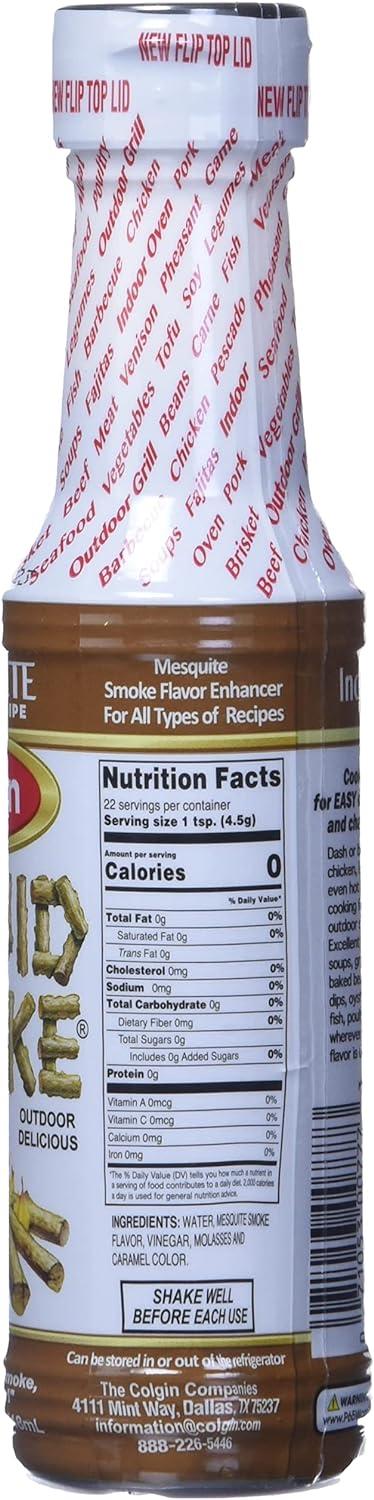 NEW FLIP TOP LID
NEW FLIP TOP LID
NEW FLIP T
Poultry
Outdoor Grill
Chicken
Pork
Game
Meat
Seafood
Legumes
Barbecue
Indoor Oven
Pheasant
Soy
Legumes
Fish
Fajitas
Venison
Tofu
Carne
Pheasant
Fish
Soups
Meat
Vegetables
Beans
Pescado
Seafood
Beef
Outdoor Grill
Chicken
Indoor
Seafood
Barbecue
Soups
Fajitas
Oven
Pork
Brisket
Beef
Mesquite
Smoke Flavor Enhancer
For All Types of Recipes
Nutrition Facts
22 servings per container
Serving size 1 tsp. (4.5g)
Amount per serving
Calories 0
% Daily Value*
Total Fat 0g 0%
Saturated Fat 0g 0%
Trans Fat 0g
Cholesterol 0mg 0%
Sodium 0mg 0%
Total Carbohydrate 0g 0%
Dietary Fiber 0mg 0%
Total Sugars 0g
Includes 0g Added Sugars 0%
Protein 0g
Vitamin A 0mcg 0%
Vitamin C 0mcg 0%
Calcium 0mg 0%
Iron 0mg 0%
*The % Daily Value (DV) tells you how much a nutrient in
a serving of food contributes to a daily diet. 2,000 calories
a day is used for general nutrition advice.
INGREDIENTS: WATER, MESQUITE SMOKE
FLAVOR, VINEGAR, MOLASSES AND
CARAMEL COLOR.
SHAKE WELL
BEFORE EACH USE
Can be stored in or out of the refrigerator
The Colgin Companies
4111 Mint Way, Dallas, TX 75237
information@colgin.com
888-226-5446
OUTDOOR
DELICIOUS
for EASY
and
Dash or
chicken,
even hot
cooking
outdoor
Excellent
soups,
baked
dips,
fish,
wherever
flavor is
WARNING